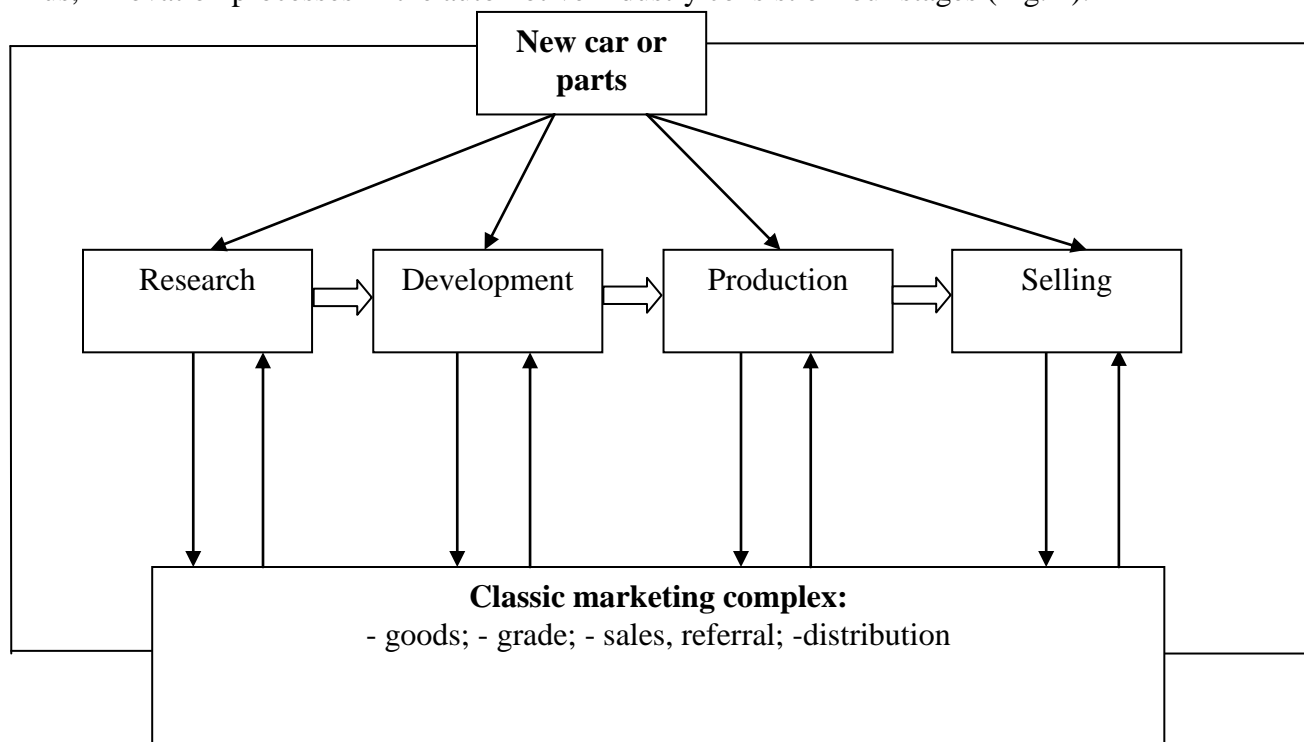 New car or
parts
Research Development Production Selling
Classic marketing complex:
- goods; - grade; - sales, referral; -distribution